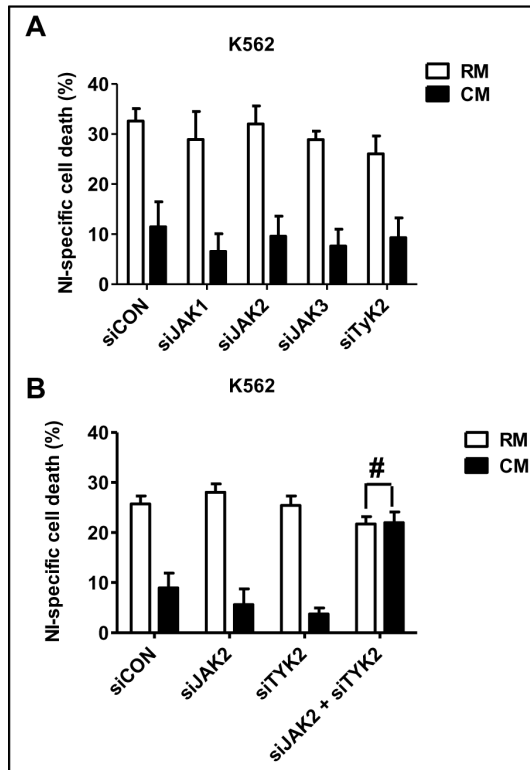 A
K562
RM
CM
NI-specific cell death (%)
40
30
20
10
0
siCON
siJAK1
siJAK2
siJAK3
siTyK2
B
K562
RM
CM
#
NI-specific cell death (%)
40
30
20
10
0
siCON
siJAK2
siTYK2
siJAK2 + siTYK2